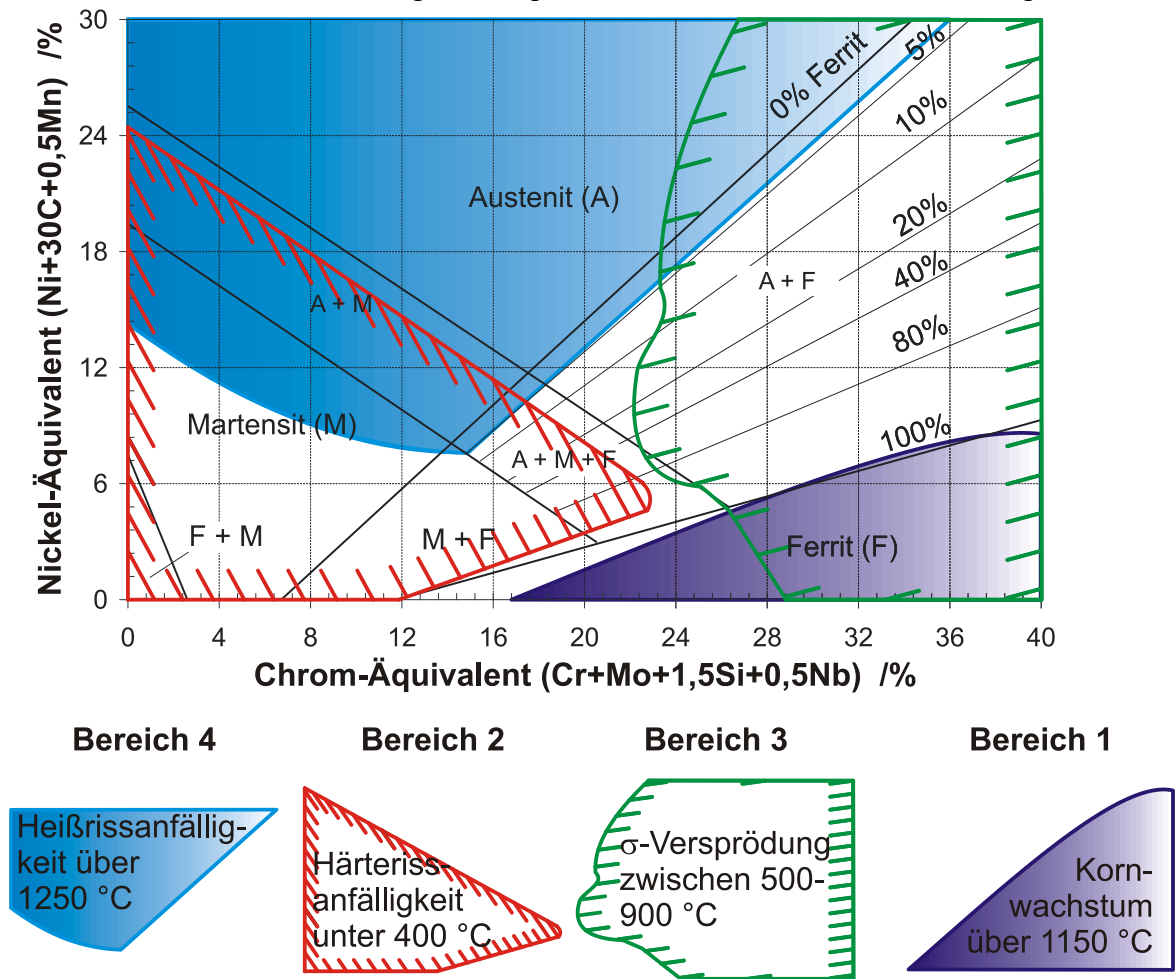 Nickel-Äquivalent (Ni+30C+0,5Mn) /%
30
24
18
12
6
0
0% Ferrit
5%
10%
Austenit (A)
20%
A + F
40%
A + M
80%
Martensit (M)
100%
A + M + F
F + M
M + F
Ferrit (F)
0 4 8 12 16 20 24 28 32 36 40
Chrom-Äquivalent (Cr+Mo+1,5Si+0,5Nb) /%
Bereich 4
Heißrissanfällig-
keit über
1250 °C
Bereich 2
Härteriss-
anfälligkeit
unter 400 °C
Bereich 3
σ-Versprödung
zwischen 500-
900 °C
Bereich 1
Korn-
wachstum
über 1150 °C